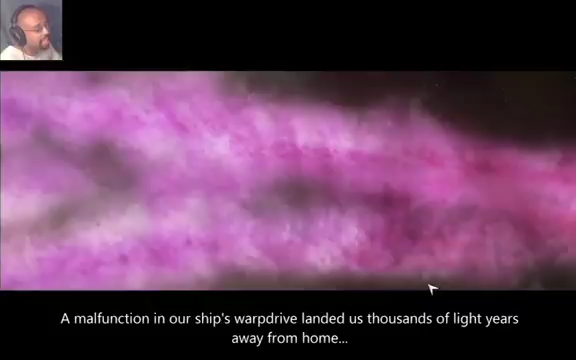 A malfunction in our ship's warpdrive landed us thousands of light years
away from home...